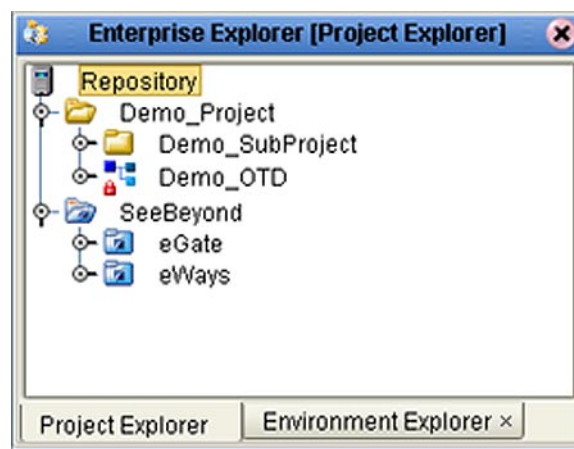 Enterprise Explorer [Project Explorer]
Repository
Demo_Project
Demo_SubProject
Demo_OTD
SeeBeyond
eGate
eWays
Project Explorer Environment Explorer ×